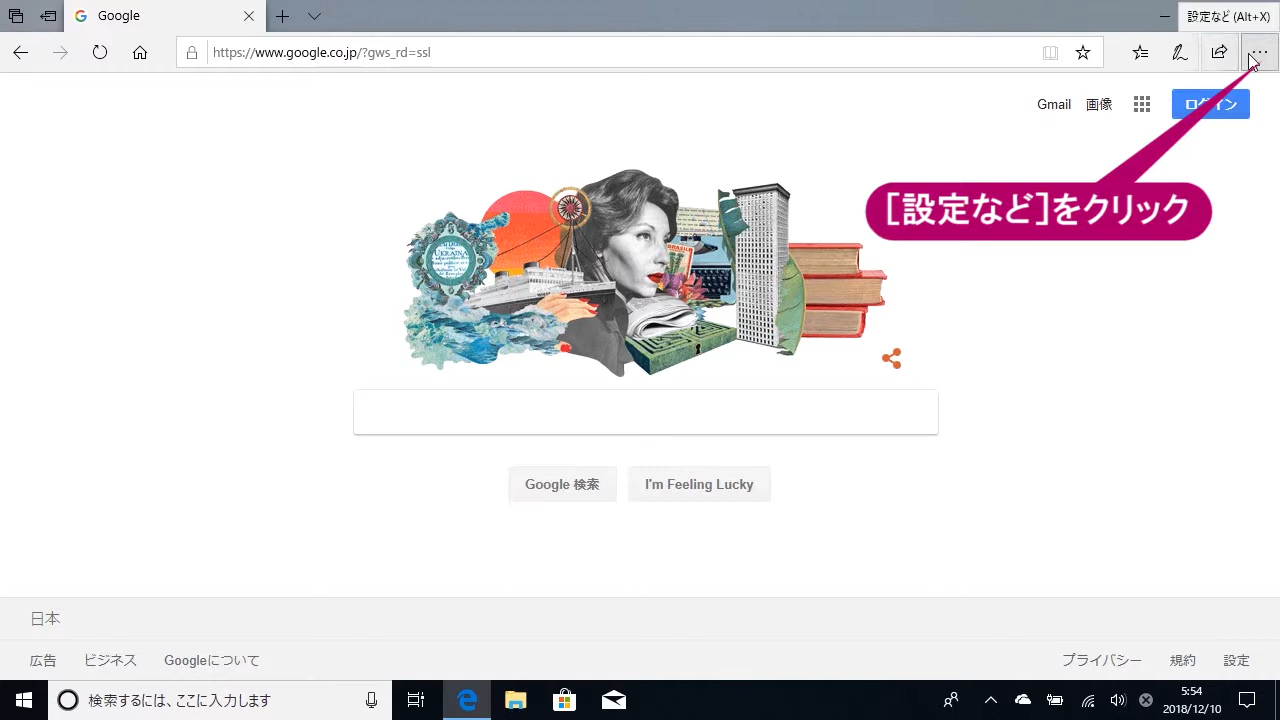 Google
設定など (Alt+X)
https://www.google.co.jp/?gws_rd=ssl
Gmail
画像
ログイン
[設定など]をクリック
UKRAINA
BRASIL
Google 検索
I'm Feeling Lucky
日本
広告
ビジネス
Googleについて
プライバシー
規約
設定
検索するには、ここに入力します
5:54
2018/12/10